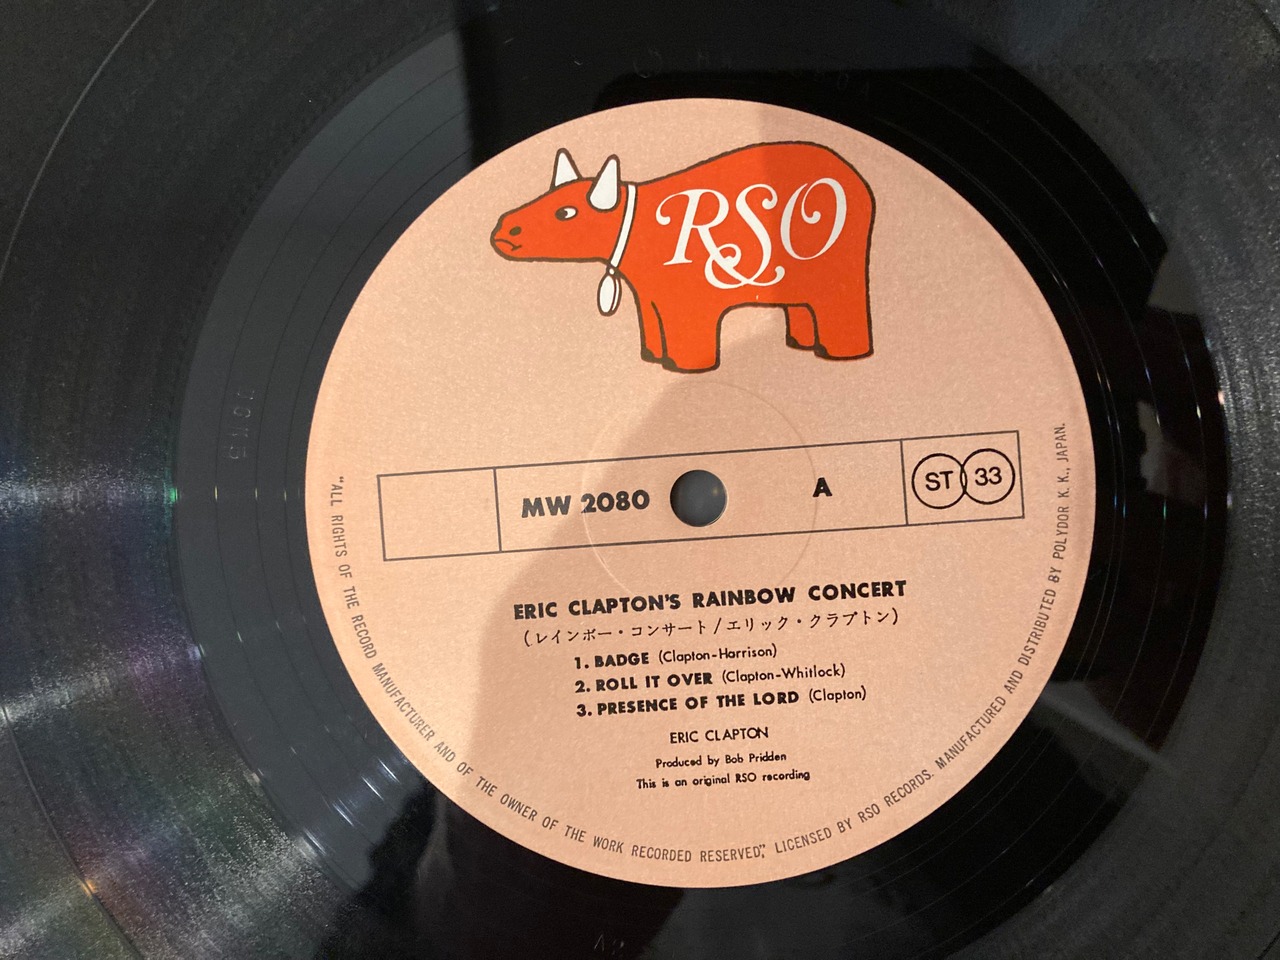 RSO
MW 2080
A
ST 33
ERIC CLAPTON'S RAINBOW CONCERT
(レインボー・コンサート/エリック・クラプトン)
1. BADGE (Clapton-Harrison)
2. ROLL IT OVER (Clapton-Whitlock)
3. PRESENCE OF THE LORD (Clapton)
ERIC CLAPTON
Produced by Bob Pridden
This is an original RSO recording
"ALL RIGHTS OF THE RECORD MANUFACTURER AND OF THE OWNER OF THE WORK RECORDED RESERVED", LICENSED BY RSO RECORDS. MANUFACTURED AND DISTRIBUTED BY POLYDOR K. K., JAPAN.